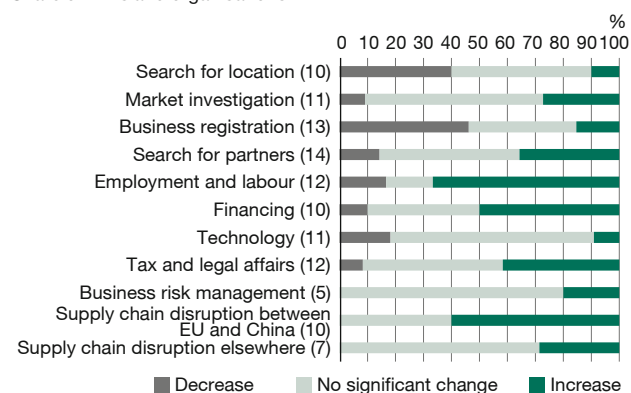 %
0 10 20 30 40 50 60 70 80 90 100
Search for location (10)
Market investigation (11)
Business registration (13)
Search for partners (14)
Employment and labour (12)
Financing (10)
Technology (11)
Tax and legal affairs (12)
Business risk management (5)
Supply chain disruption between
EU and China (10)
Supply chain disruption elsewhere (7)
Decrease No significant change Increase